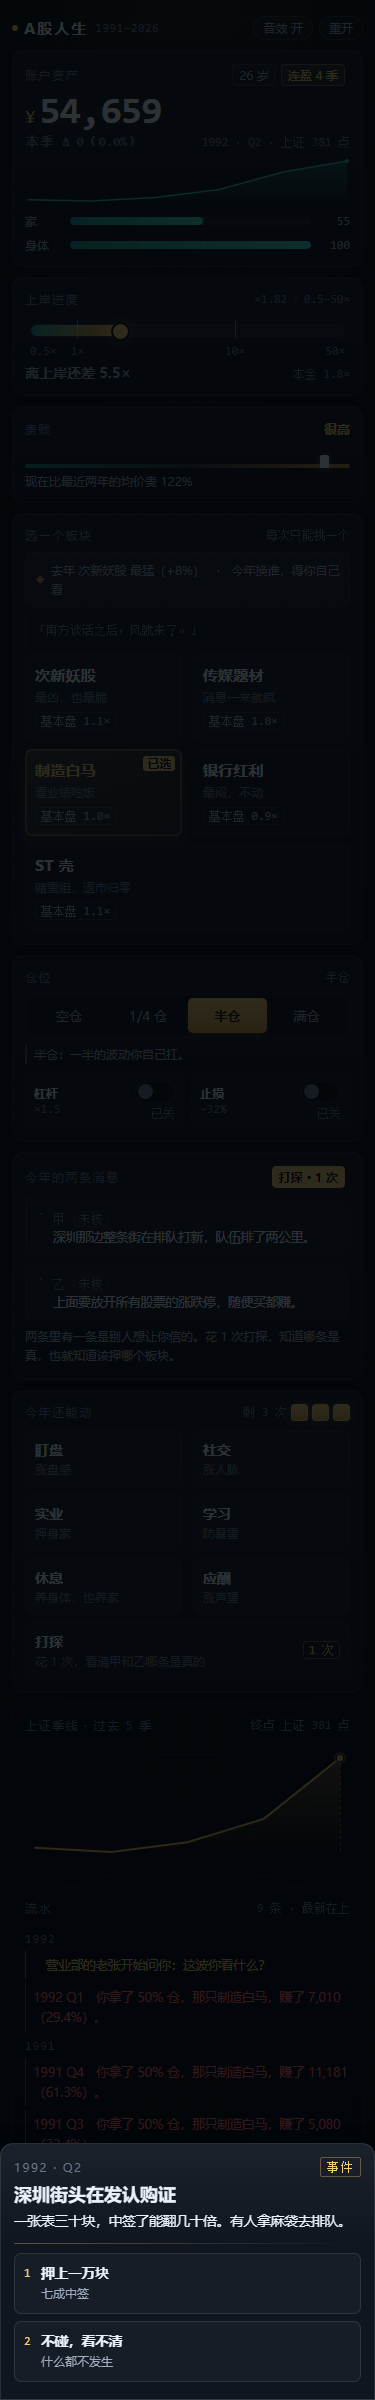 A股人生 1991-2026 音效 开 重开
账户资产 26 岁 连盈 4 季
¥54,659
本季 Δ 0 (0.0%) 1992 · Q2 · 上证 381 点
家 55
身体 100
上岸进度 ×1.82 / 0.5-50×
0.5× 1× 10× 50×
离上岸还差 5.5× 本金 1.8×
贵贱 很高
现在比最近两年的均价贵 122%
选一个板块 每次只能挑一个
去年 次新妖股 最猛（+8%） · 今年换谁，得你自己
看
「南方谈话之后，风就来了。」
次新妖股 传媒题材
最凶，也最脆 消息一来就疯
基本盘 1.1× 基本盘 1.0×
制造白马 已选 银行红利
靠业绩吃饭 最闷，不动
基本盘 1.0× 基本盘 0.9×
ST 壳
赌重组，退市归零
基本盘 1.1×
仓位 半仓
空仓 1/4 仓 半仓 满仓
半仓：一半的波动你自己扛。
杠杆 止损
×1.5 已关 -32% 已关
今年的两条消息 打探 · 1 次
甲 未核
深圳那边整条街在排队打新，队伍排了两公里。
乙 未核
上面要放开所有股票的涨跌停，随便买都赚。
两条里有一条是别人想让你信的。花 1 次打探，知道哪条是
真，也就知道该押哪个板块。
今年还能动 剩 3 次
盯盘 社交
涨盘感 涨人脉
实业 学习
押身家 防暴雷
休息 应酬
养身体，也养家 涨声望
打探 1 次
花 1 次，看清甲和乙哪条是真的
上证季线 · 过去 5 季 终点 上证 381 点
流水 9 条 · 最新在上
1992
营业部的老张开始问你：这波你看什么？
1992 Q1 你拿了 50% 仓，那只制造白马，赚了 7,010
（29.4%）。
1991
1991 Q4 你拿了 50% 仓，那只制造白马，赚了 11,181
（61.3%）。
1991 Q3 你拿了 50% 仓，那只制造白马，赚了 5,080
1992 · Q2 事件
深圳街头在发认购证
一张表三十块，中签了能翻几十倍。有人拿麻袋去排队。
1 押上一万块
七成中签
2 不碰，看不清
什么都不发生